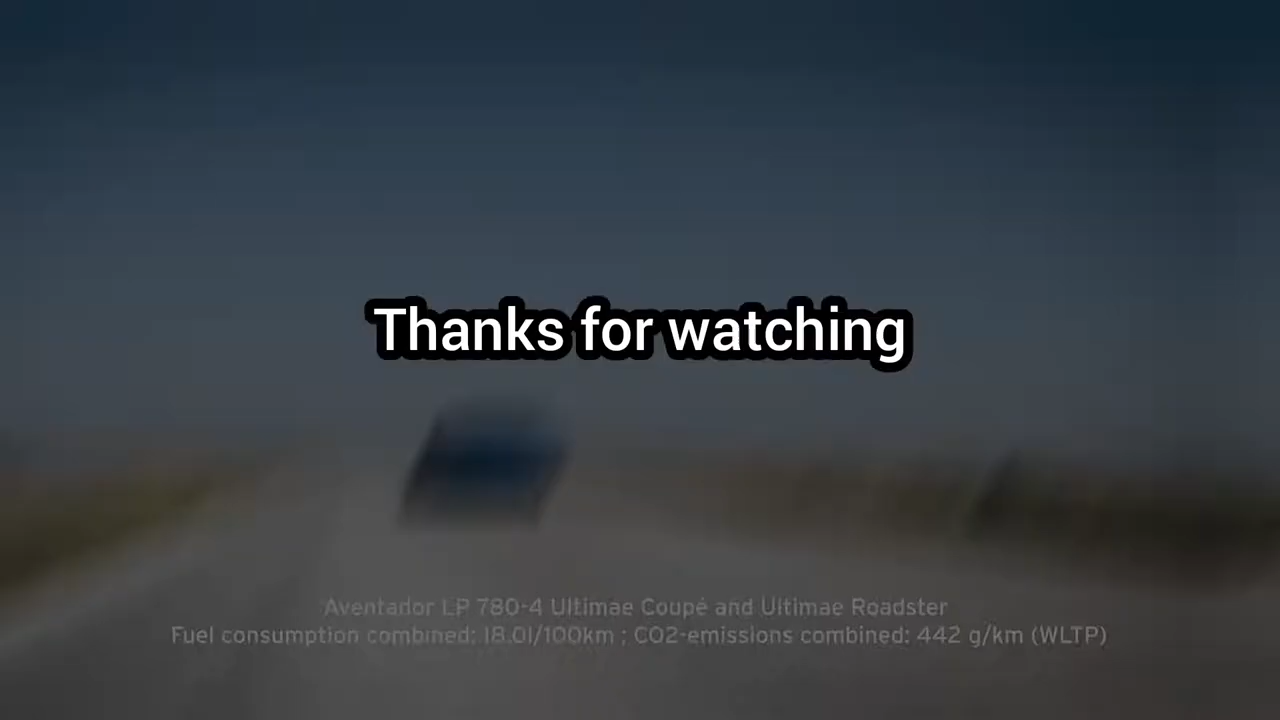 Thanks for watching
Aventador LP 780-4 Ultimae Coupé and Ultimae Roadster
Fuel consumption combined: 18.0l/100km ; CO2-emissions combined: 442 g/km (WLTP)